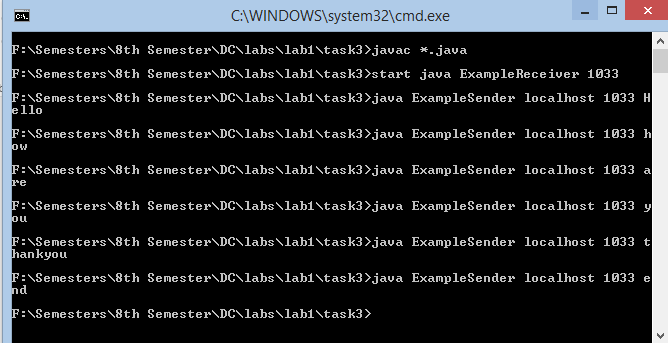 C:\WINDOWS\system32\cmd.exe
F:\Semesters\8th Semester\DC\labs\lab1\task3>javac *.java
F:\Semesters\8th Semester\DC\labs\lab1\task3>start java ExampleReceiver 1033
F:\Semesters\8th Semester\DC\labs\lab1\task3>java ExampleSender localhost 1033 H
ello
F:\Semesters\8th Semester\DC\labs\lab1\task3>java ExampleSender localhost 1033 h
ow
F:\Semesters\8th Semester\DC\labs\lab1\task3>java ExampleSender localhost 1033 a
re
F:\Semesters\8th Semester\DC\labs\lab1\task3>java ExampleSender localhost 1033 y
ou
F:\Semesters\8th Semester\DC\labs\lab1\task3>java ExampleSender localhost 1033 t
hankyou
F:\Semesters\8th Semester\DC\labs\lab1\task3>java ExampleSender localhost 1033 e
nd
F:\Semesters\8th Semester\DC\labs\lab1\task3>